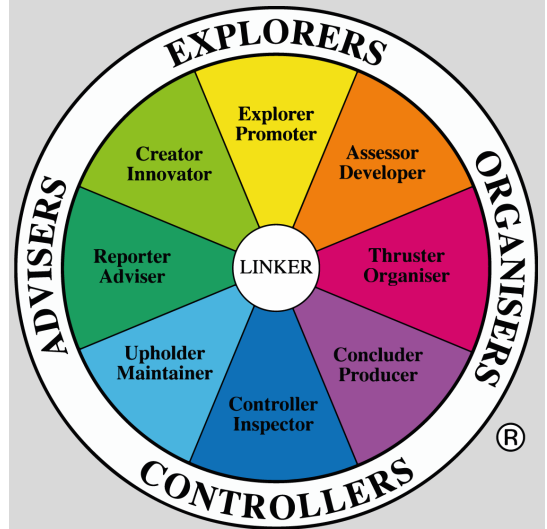 EXPLORERS
Explorer
Promoter
Creator
Innovator
Assessor
Developer
ADVISERS
ORGANISERS
Reporter
Adviser
LINKER
Thruster
Organiser
Upholder
Maintainer
Concluder
Producer
Controller
Inspector
CONTROLLERS
®